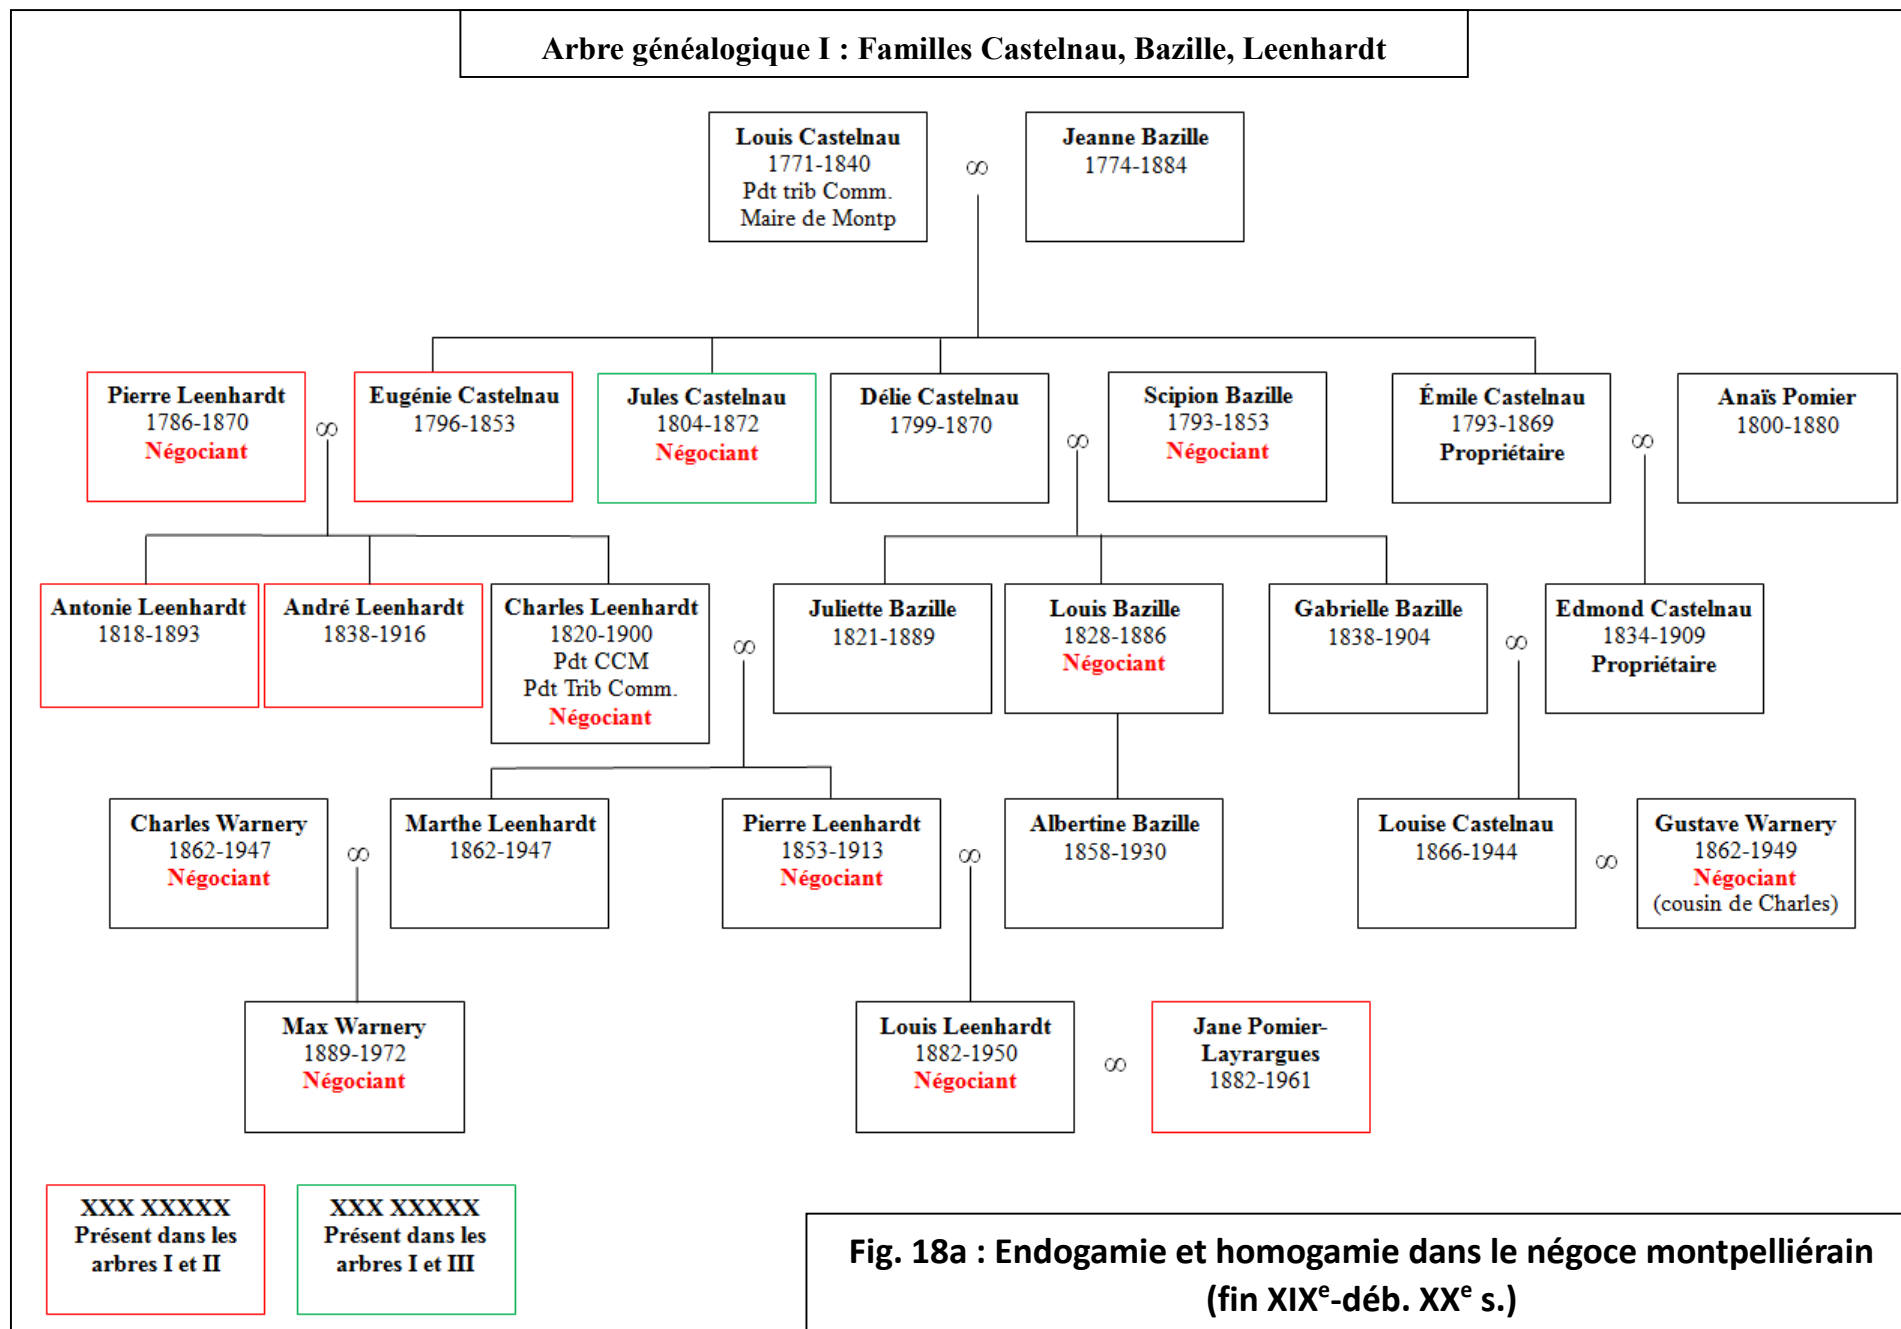 Arbre généalogique I : Familles Castelnau, Bazille, Leenhardt
Louis Castelnau
1771-1840
Pdt trib Comm.
Maire de Montp
∞
Jeanne Bazille
1774-1884
Pierre Leenhardt
1786-1870
Négociant
∞
Eugénie Castelnau
1796-1853
Jules Castelnau
1804-1872
Négociant
Délie Castelnau
1799-1870
∞
Scipion Bazille
1793-1853
Négociant
Émile Castelnau
1793-1869
Propriétaire
∞
Anaïs Pomier
1800-1880
Antonie Leenhardt
1818-1893
André Leenhardt
1838-1916
Charles Leenhardt
1820-1900
Pdt CCM
Pdt Trib Comm.
Négociant
∞
Juliette Bazille
1821-1889
Louis Bazille
1828-1886
Négociant
Gabrielle Bazille
1838-1904
∞
Edmond Castelnau
1834-1909
Propriétaire
Charles Warnery
1862-1947
Négociant
∞
Marthe Leenhardt
1862-1947
Pierre Leenhardt
1853-1913
Négociant
∞
Albertine Bazille
1858-1930
Louise Castelnau
1866-1944
∞
Gustave Warnery
1862-1949
Négociant
(cousin de Charles)
Max Warnery
1889-1972
Négociant
Louis Leenhardt
1882-1950
Négociant
∞
Jane Pomier-
Layrargues
1882-1961
XXX XXXXX
Présent dans les
arbres I et II
XXX XXXXX
Présent dans les
arbres I et III
Fig. 18a : Endogamie et homogamie dans le négoce montpelliérain
(fin XIXe-déb. XXe s.)